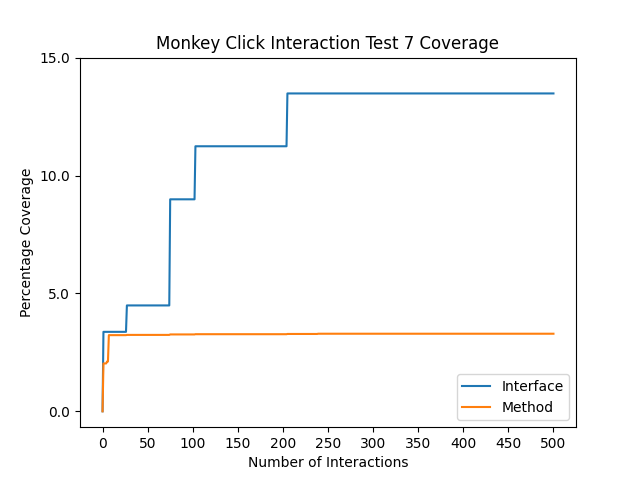 Monkey Click Interaction Test 7 Coverage
15.0
10.0
5.0
0.0
Percentage Coverage
0 50 100 150 200 250 300 350 400 450 500
Number of Interactions
Interface
Method